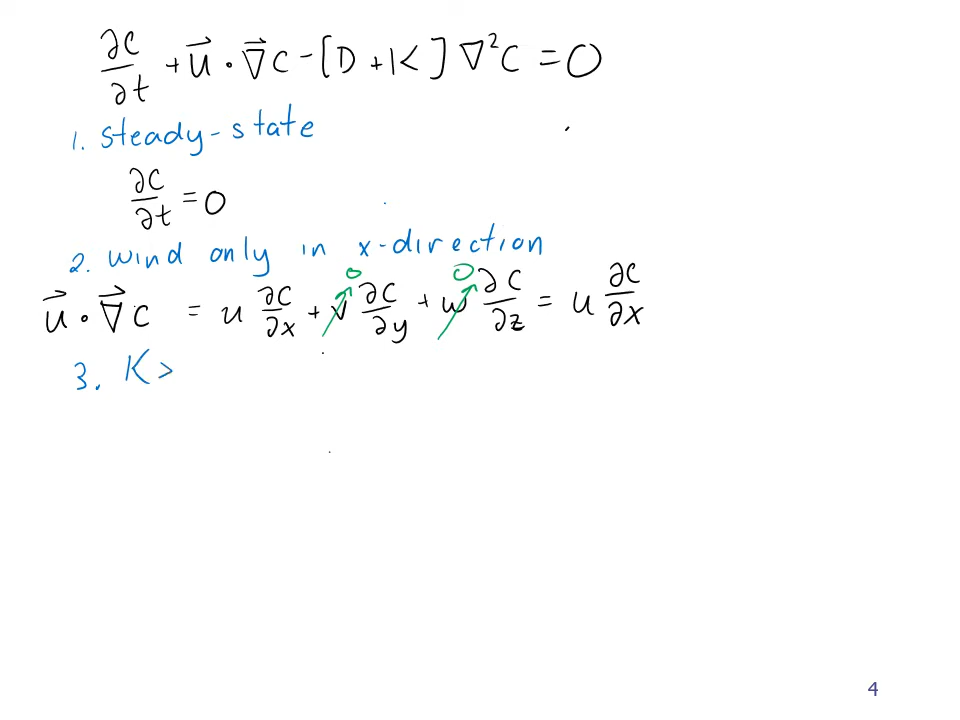 ∂C/∂t + u⃗ · ∇⃗C - [D + K] ∇²C = 0
1. steady-state
∂C/∂t = 0
2. wind only in x-direction
u⃗ · ∇⃗C = u ∂C/∂x + v ∂C/∂y + w ∂C/∂z = u ∂C/∂x
0 0
3. K >
4